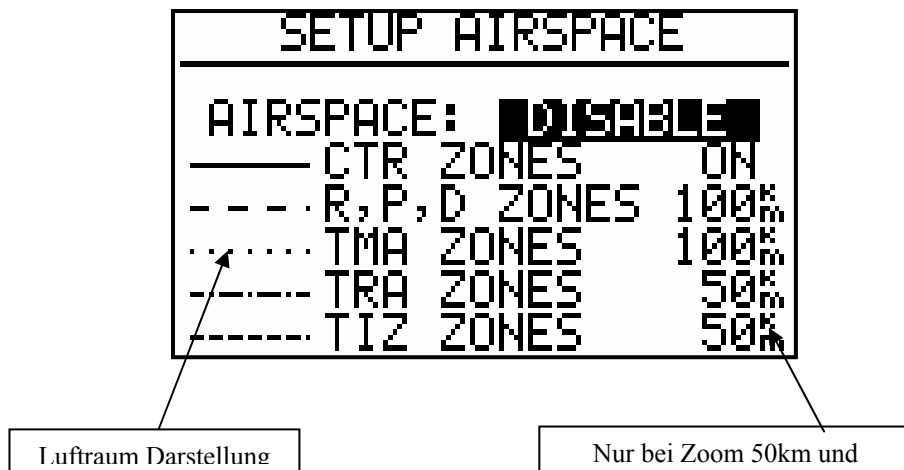 SETUP AIRSPACE
AIRSPACE: DISABLE
CTR ZONES ON
R,P,D ZONES 100km
TMA ZONES 100km
TRA ZONES 50km
TIZ ZONES 50km
Luftraum Darstellung
Nur bei Zoom 50km und